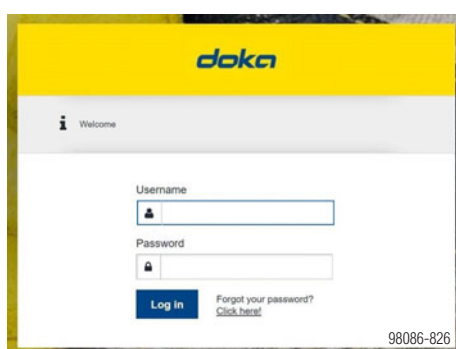 doka
i Welcome
Username
Password
Log in
Forgot your password?
Click here!
98086-826